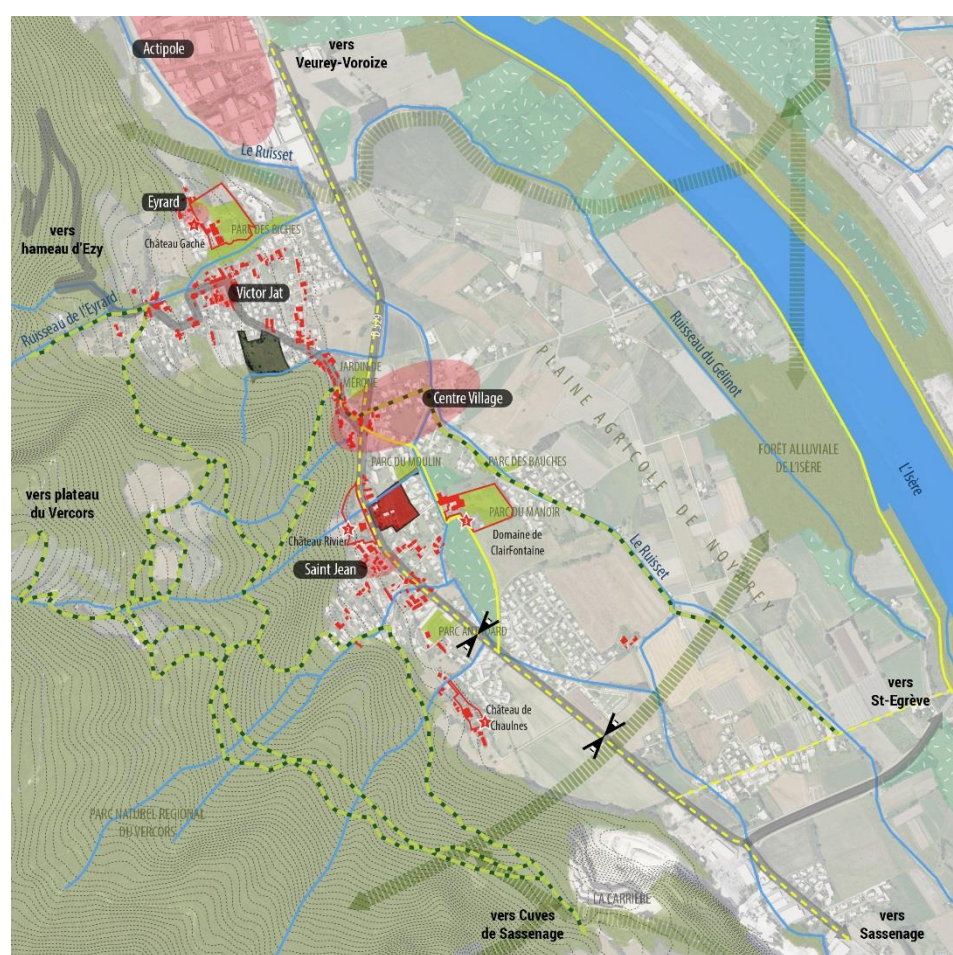 Actipole
vers
Veurey-Voroize
Le Ruisset
Eyrard
PARC DES BICHES
Château Gaché
vers
hameau d'Ezy
Victor Jat
Ruisseau de l'Eyrard
JARDIN DE
MÉROUE
Centre Village
Ruisseau du Gélinot
PLAINE AGRICOLE DE NOYAREY
FORÊT ALLUVIALE
DE L'ISÈRE
L'Isère
PARC DU MOULIN
PARC DES BAUCHES
vers plateau
du Vercors
PARC DU MANOIR
Château Rivier
Domaine de
ClairFontaine
Le Ruisset
Saint Jean
vers
St-Egrève
Château de
Chaulnes
PARC NATUREL REGIONAL
DU VERCORS
LA CARRIÈRE
vers Cuves
de Sassenage
vers
Sassenage